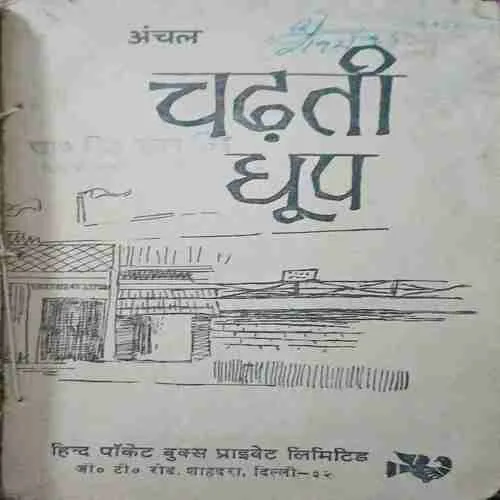 अंचल
चढ़ती
धूप
हिन्द पॉकेट बुक्स प्राइवेट लिमिटिड
जी० टी० रोड, शाहदरा, दिल्ली-३२